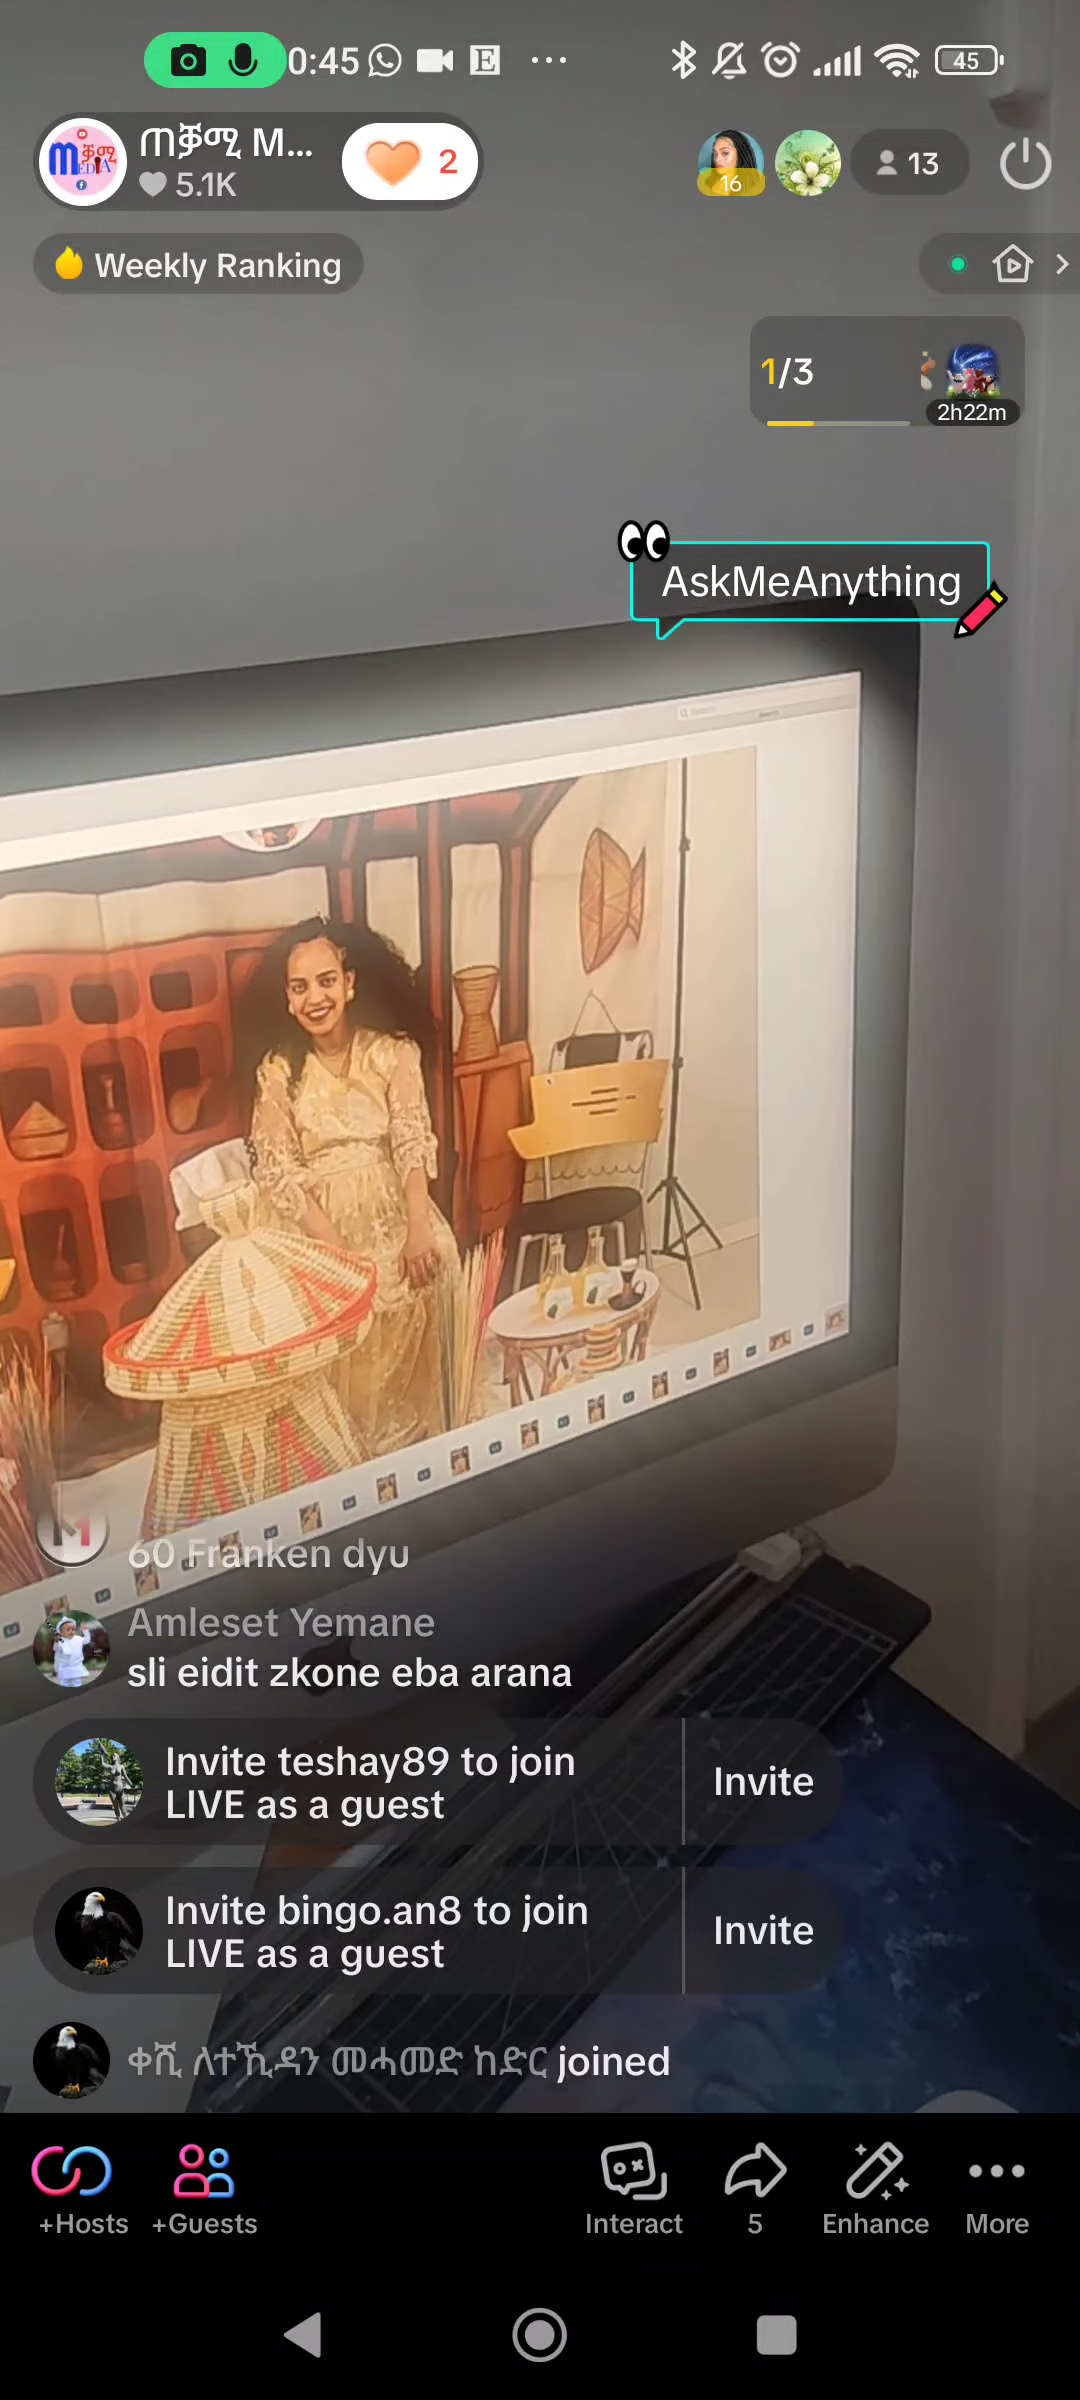 0:45
45
ጠቓሚ M...
5.1K
2
16
13
Weekly Ranking
1/3
2h22m
AskMeAnything
60 Franken dyu
Amleset Yemane
sli eidit zkone eba arana
Invite teshay89 to join
LIVE as a guest
Invite
Invite bingo.an8 to join
LIVE as a guest
Invite
ቀሺ ለተኺዳን መሓመድ ከድር joined
+Hosts
+Guests
Interact
5
Enhance
More